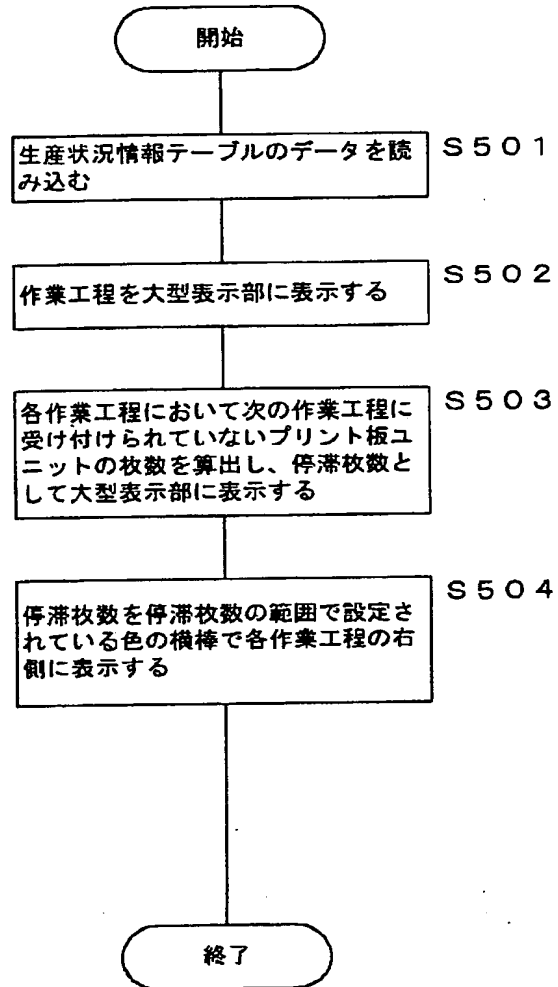 開始
生産状況情報テーブルのデータを読
み込む
S501
作業工程を大型表示部に表示する
S502
各作業工程において次の作業工程に
受け付けられていないプリント板ユ
ニットの枚数を算出し、停滞枚数と
して大型表示部に表示する
S503
停滞枚数を停滞枚数の範囲で設定さ
れている色の横棒で各作業工程の右
側に表示する
S504
終了